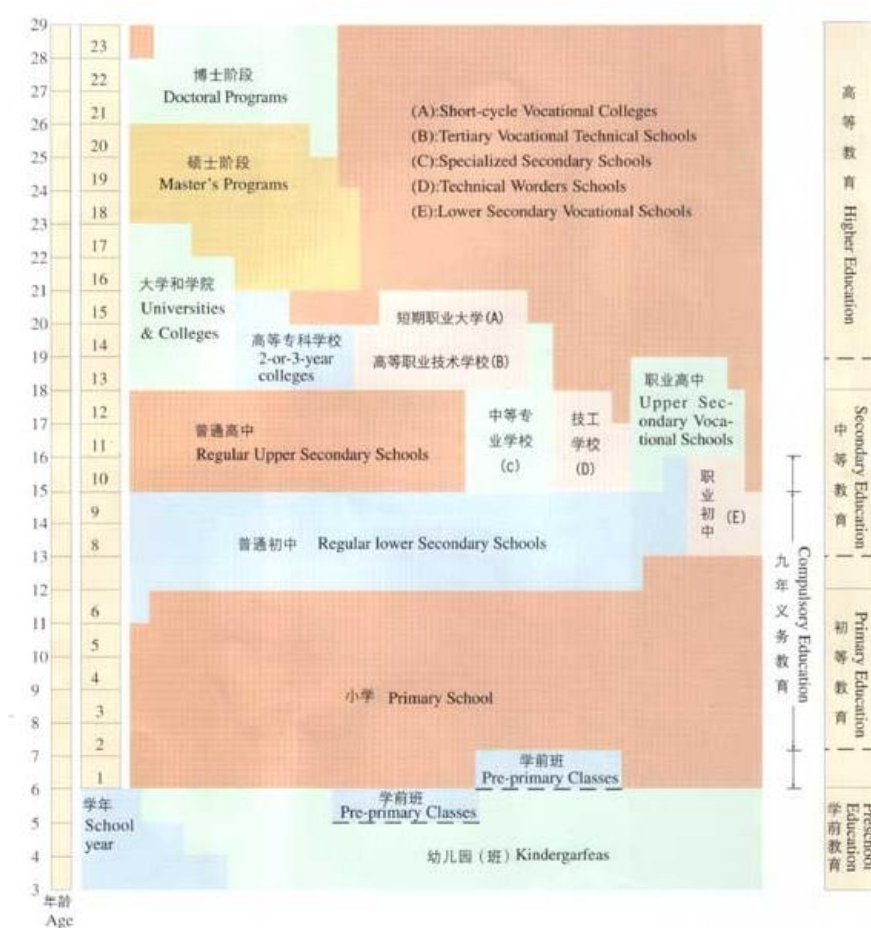 29
28
27
26
25
24
23
22
21
20
19
18
17
16
15
14
13
12
11
10
9
8
7
6
5
4
3
年龄
Age
23
22
21
20
19
18
17
16
15
14
13
12
11
10
9
8
6
5
4
3
2
1
学年
School
year
博士阶段
Doctoral Programs
硕士阶段
Master's Programs
(A):Short-cycle Vocational Colleges
(B):Tertiary Vocational Technical Schools
(C):Specialized Secondary Schools
(D):Technical Worders Schools
(E):Lower Secondary Vocational Schools
大学和学院
Universities
& Colleges
高等专科学校
2-or-3-year
colleges
短期职业大学(A)
高等职业技术学校(B)
普通高中
Regular Upper Secondary Schools
中等专
业学校
(c)
技工
学校
(D)
职业高中
Upper Sec-
ondary Voca-
tional Schools
职业初中
(E)
普通初中 Regular lower Secondary Schools
小学 Primary School
学前班
Pre-primary Classes
学前班
Pre-primary Classes
幼儿园（班）Kindergarfeas
九年义务教育
Compulsory Education
高等教育 Higher Education
中等教育
Secondary Education
初等教育
Primary Education
学前教育
Preschool
Education